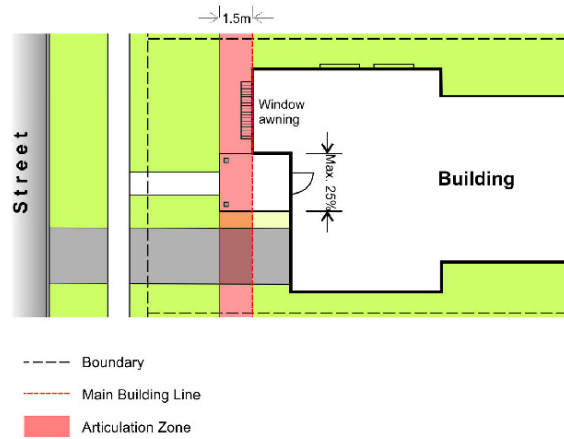 1.5m
Street
Window
awning
Max. 25%
Building
Boundary
Main Building Line
Articulation Zone